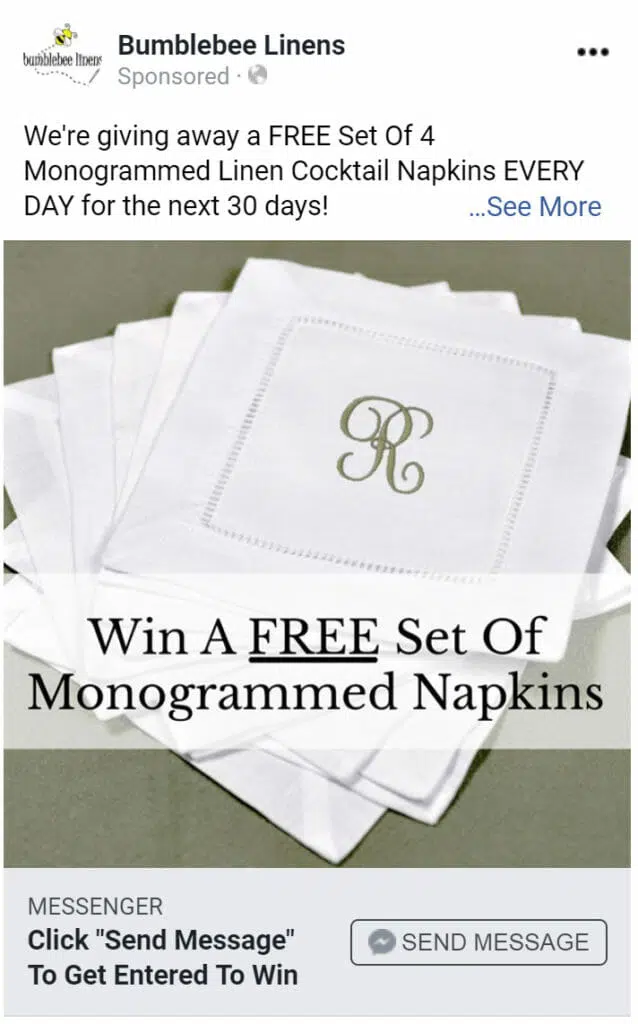 bumblebee linens
Bumblebee Linens
Sponsored ·
We're giving away a FREE Set Of 4
Monogrammed Linen Cocktail Napkins EVERY
DAY for the next 30 days!
...See More
R
Win A FREE Set Of
Monogrammed Napkins
MESSENGER
Click "Send Message"
To Get Entered To Win
SEND MESSAGE